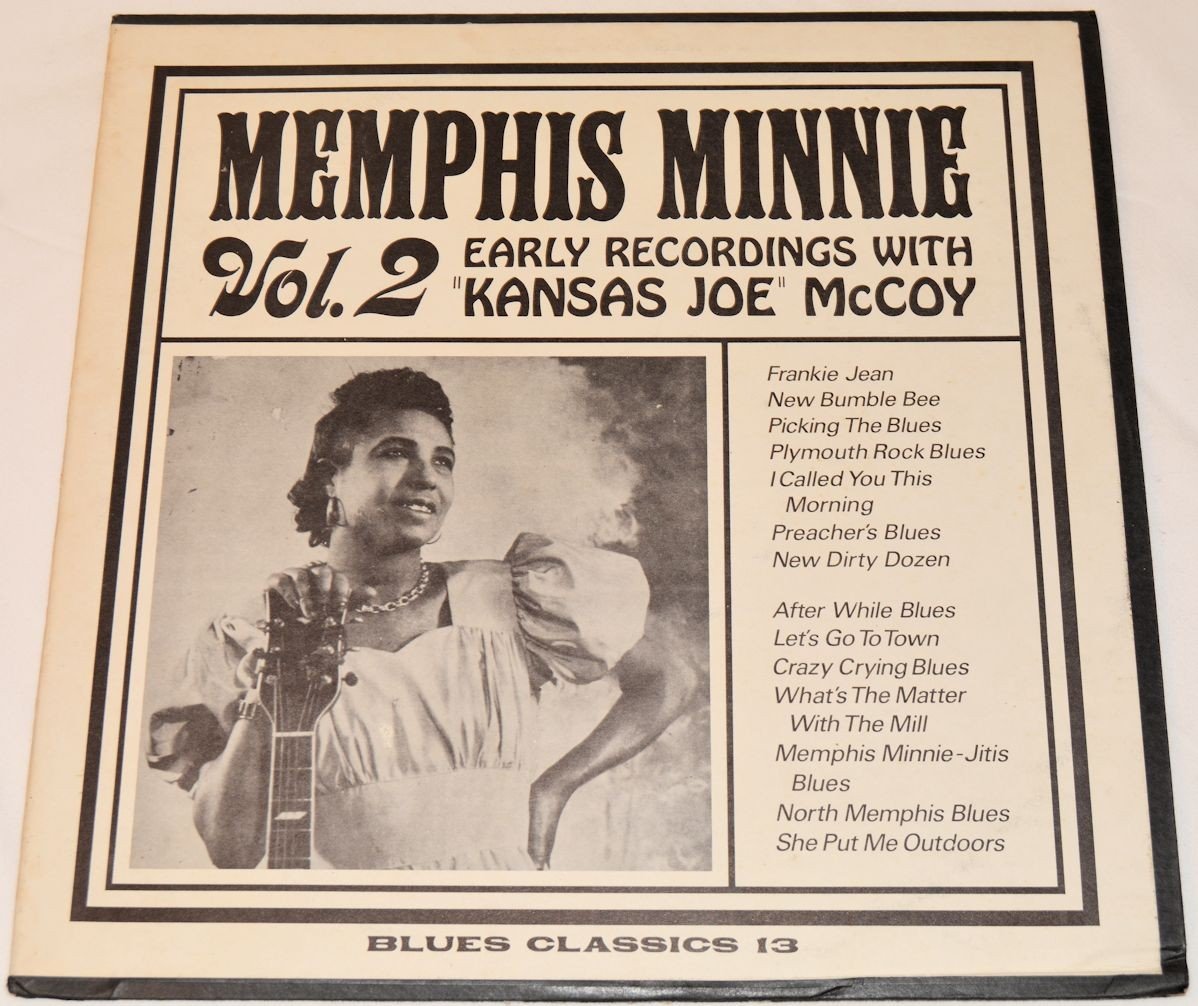 MEMPHIS MINNIE
Vol. 2
EARLY RECORDINGS WITH
"KANSAS JOE" McCOY
Frankie Jean
New Bumble Bee
Picking The Blues
Plymouth Rock Blues
I Called You This
Morning
Preacher's Blues
New Dirty Dozen
After While Blues
Let's Go To Town
Crazy Crying Blues
What's The Matter
With The Mill
Memphis Minnie-Jitis
Blues
North Memphis Blues
She Put Me Outdoors
BLUES CLASSICS 13